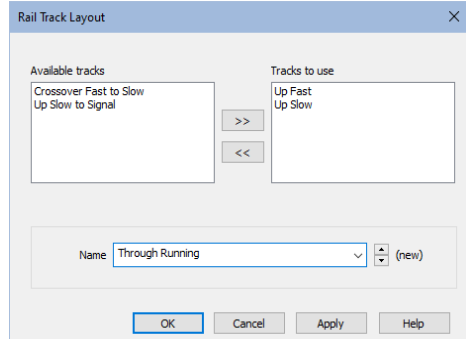 Rail Track Layout
Available tracks
Tracks to use
Crossover Fast to Slow
Up Slow to Signal
Up Fast
Up Slow
>>
<<
Name
Through Running
(new)
OK
Cancel
Apply
Help